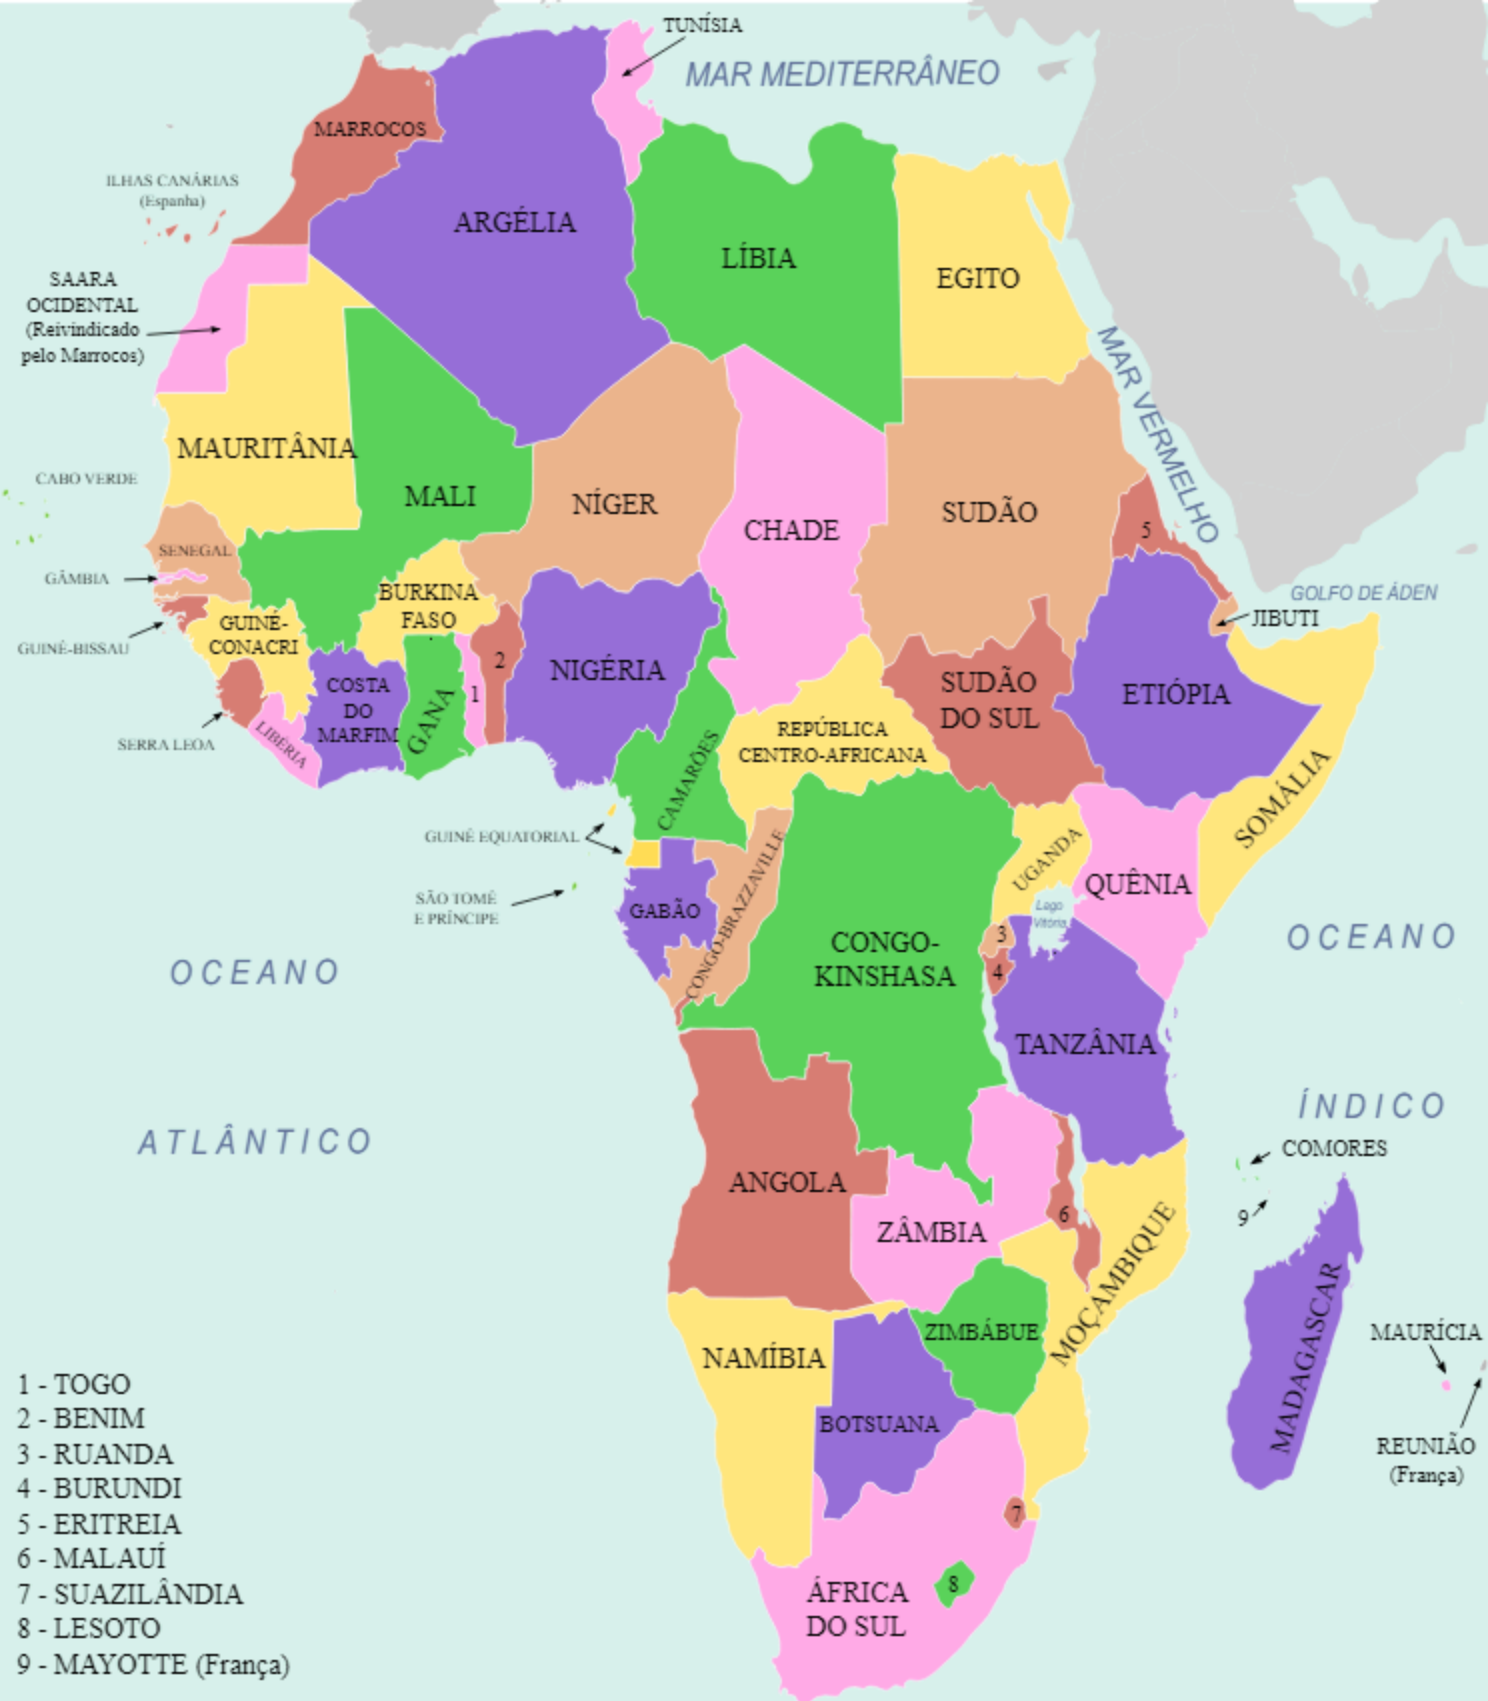 TUNÍSIA
MAR MEDITERRÂNEO
MARROCOS
ILHAS CANÁRIAS
(Espanha)
ARGÉLIA
LÍBIA
EGITO
SAARA
OCIDENTAL
(Reivindicado
pelo Marrocos)
MAR VERMELHO
MAURITÂNIA
CABO VERDE
MALI
NÍGER
CHADE
SUDÃO
5
SENEGAL
GÂMBIA
BURKINA
FASO
GOLFO DE ÁDEN
JIBUTI
GUINÉ-
CONACRI
GUINÉ-BISSAU
2
1
NIGÉRIA
COSTA
DO
MARFIM
GANA
SUDÃO
DO SUL
ETIÓPIA
SERRA LEOA
LIBÉRIA
REPÚBLICA
CENTRO-AFRICANA
CAMARÕES
SOMÁLIA
GUINÉ EQUATORIAL
UGANDA
QUÊNIA
SÃO TOMÉ
E PRÍNCIPE
GABÃO
CONGO-BRAZZAVILLE
Lago
Vitória
3
4
CONGO-
KINSHASA
OCEANO
OCEANO
TANZÂNIA
ÍNDICO
ATLÂNTICO
COMORES
ANGOLA
6
9
ZÂMBIA
MOÇAMBIQUE
ZIMBÁBUE
NAMÍBIA
MADAGASCAR
MAURÍCIA
BOTSUANA
REUNIÃO
(França)
7
8
ÁFRICA
DO SUL
1 - TOGO
2 - BENIM
3 - RUANDA
4 - BURUNDI
5 - ERITREIA
6 - MALAUÍ
7 - SUAZILÂNDIA
8 - LESOTO
9 - MAYOTTE (França)